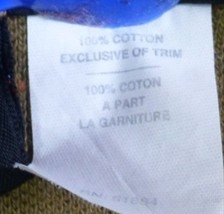 100% COTTON
EXCLUSIVE OF TRIM
100% COTON
A PART
LA GARNITURE